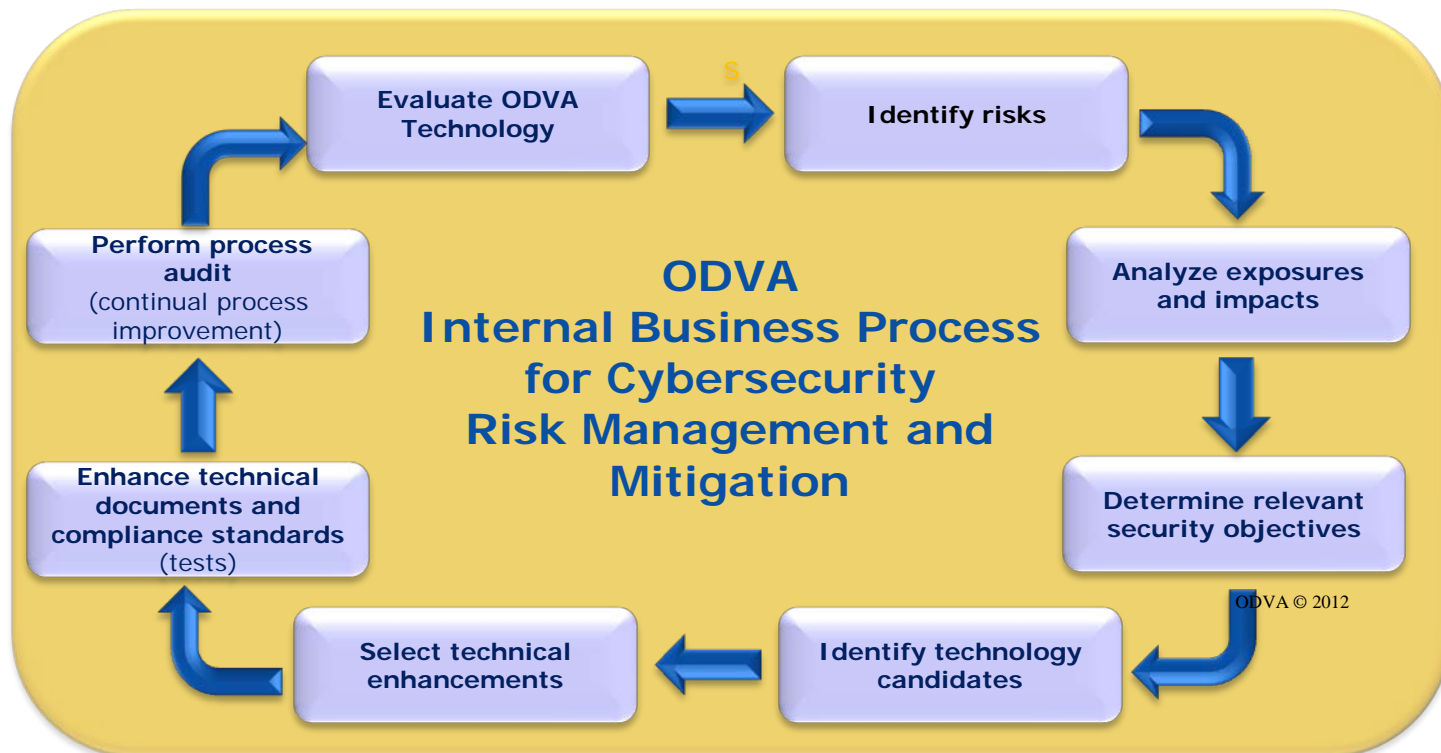 S
Evaluate ODVA
Technology
Identify risks
Analyze exposures
and impacts
Determine relevant
security objectives
ODVA © 2012
Identify technology
candidates
Select technical
enhancements
Enhance technical
documents and
compliance standards
(tests)
Perform process
audit
(continual process
improvement)
ODVA
Internal Business Process
for Cybersecurity
Risk Management and
Mitigation